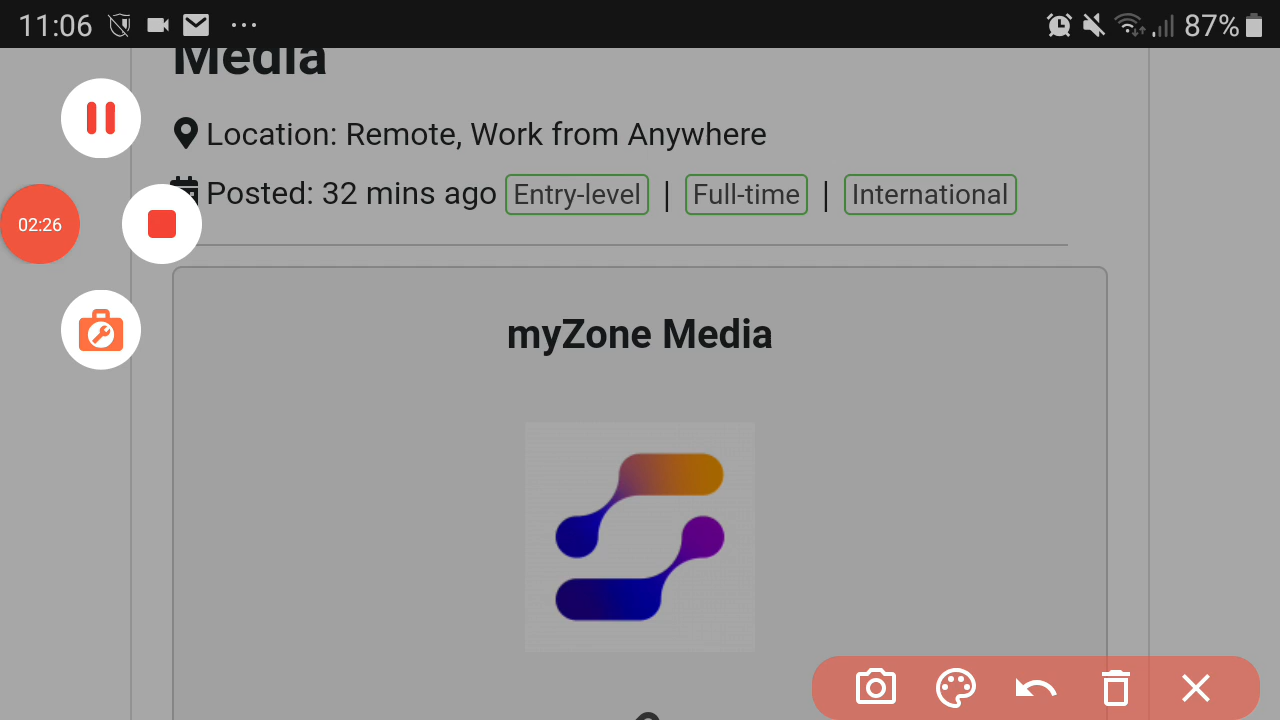 11:06
87%
Media
Location: Remote, Work from Anywhere
Posted: 32 mins ago Entry-level | Full-time | International
02:26
myZone Media